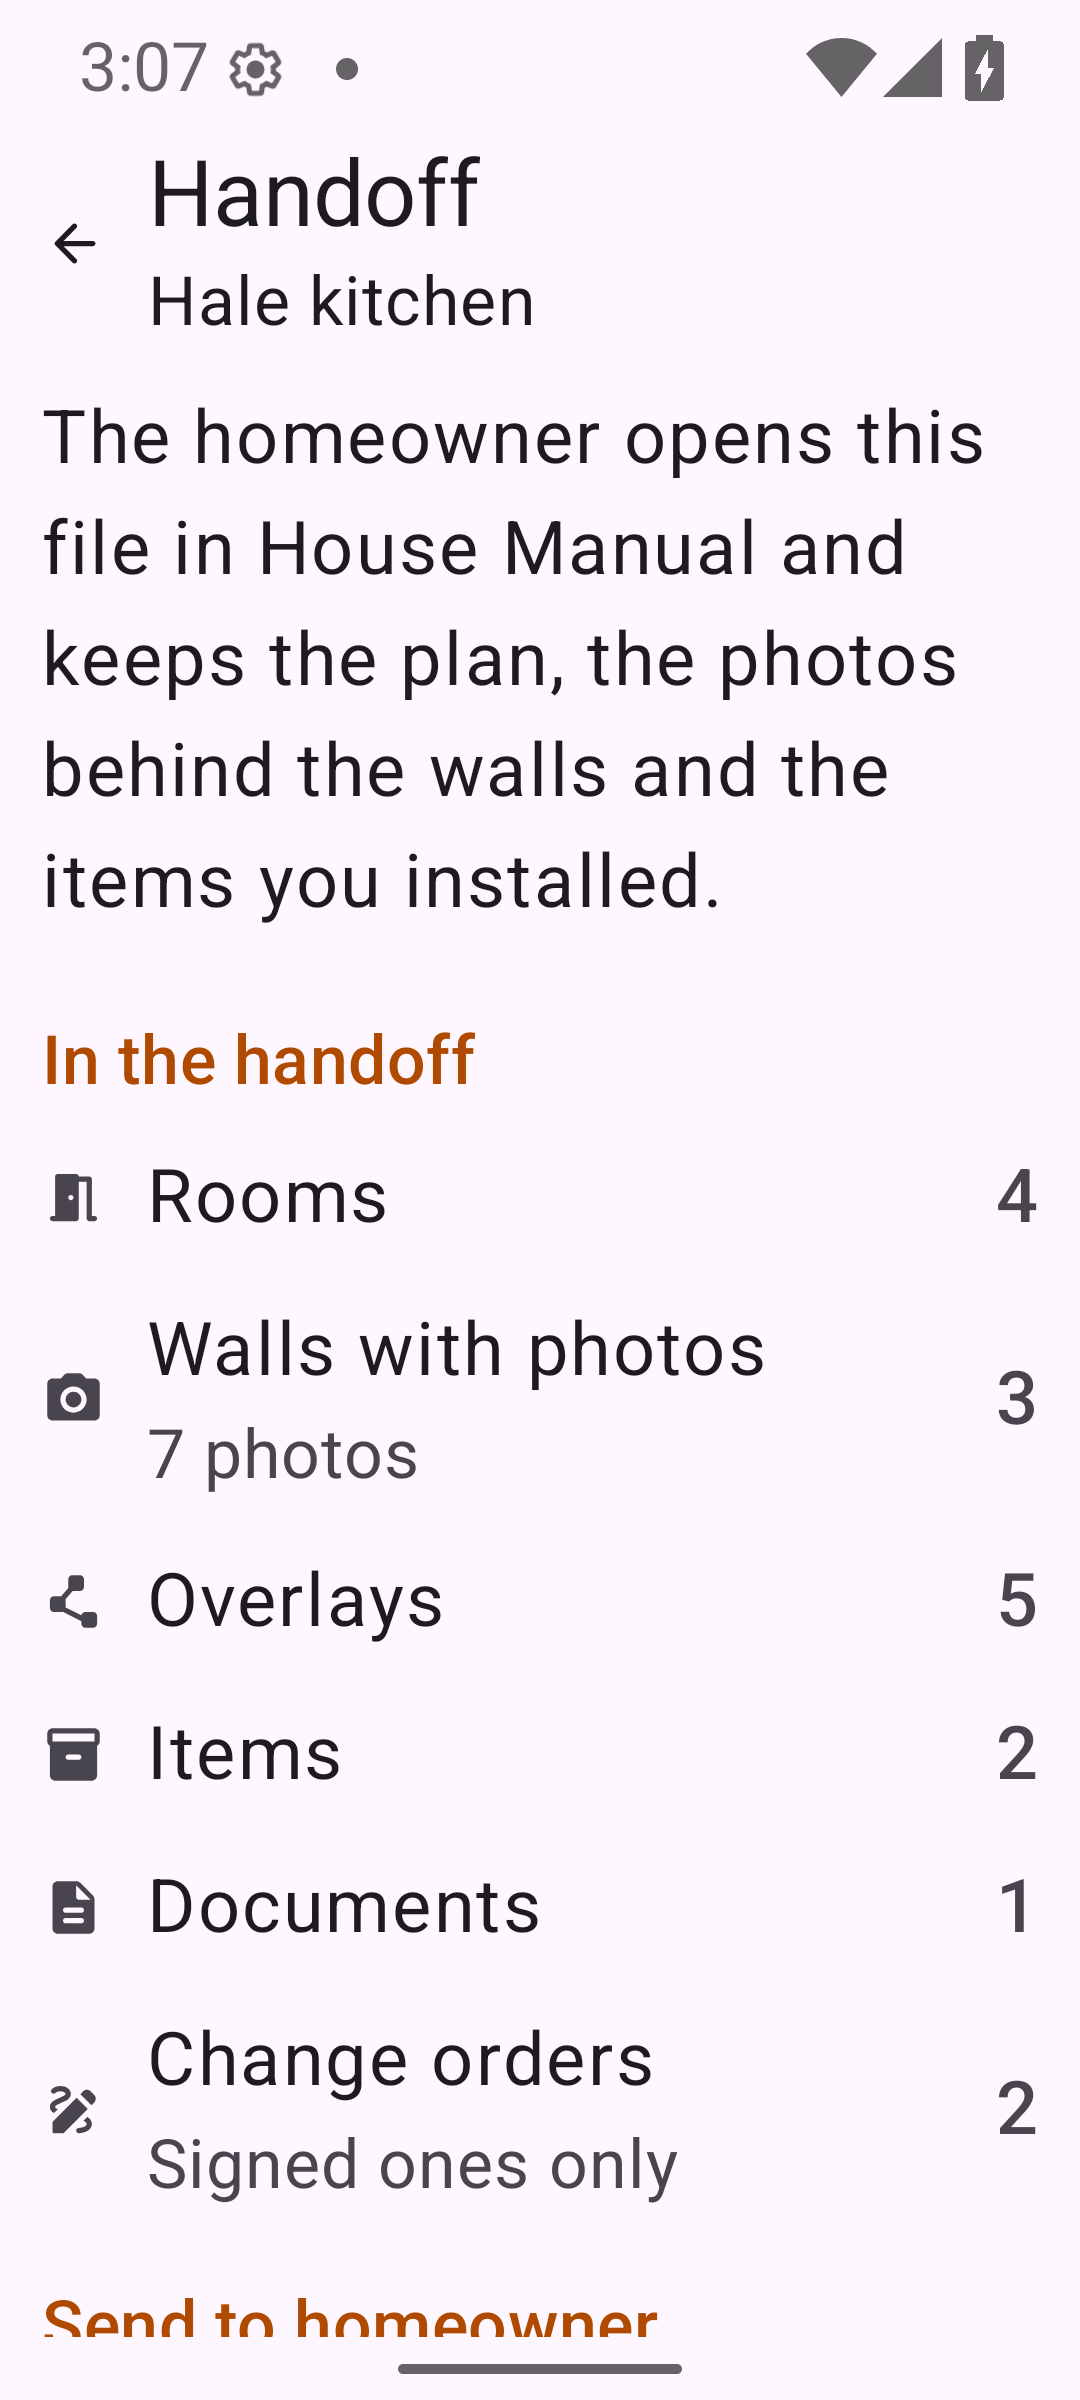 3:07
Handoff
Hale kitchen
The homeowner opens this
file in House Manual and
keeps the plan, the photos
behind the walls and the
items you installed.
In the handoff
Rooms 4
Walls with photos 3
7 photos
Overlays 5
Items 2
Documents 1
Change orders 2
Signed ones only
Send to homeowner